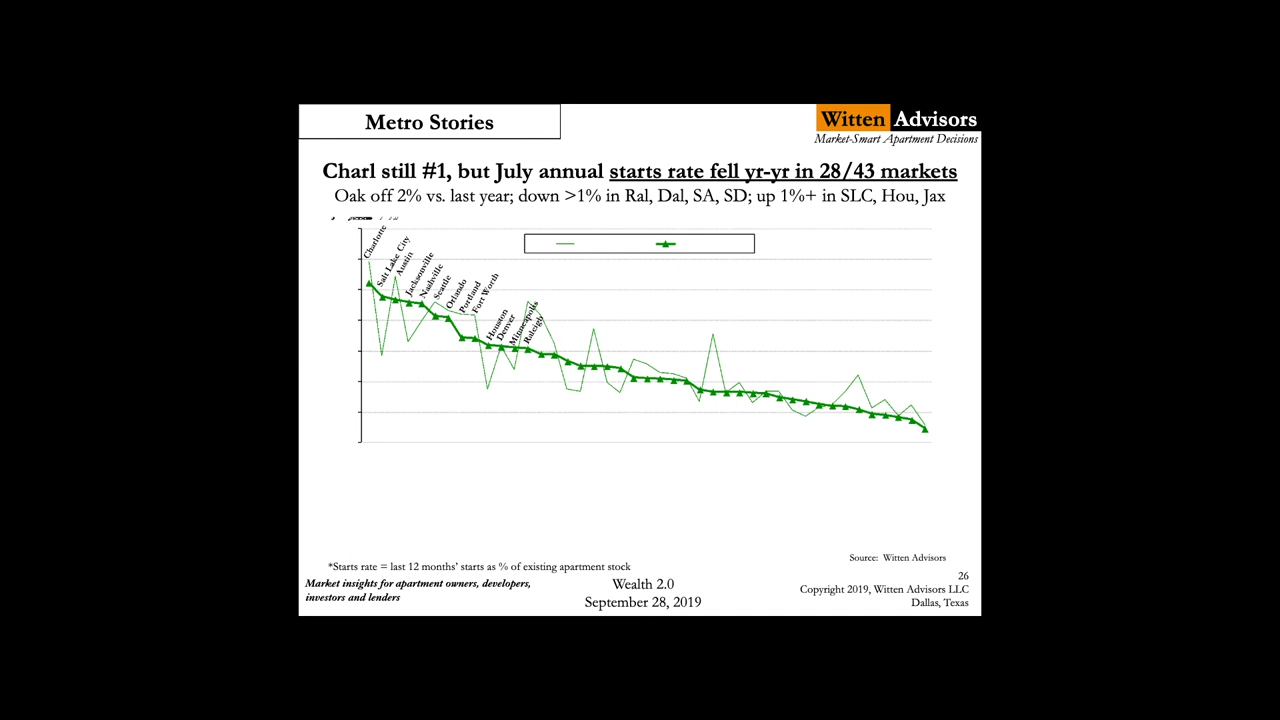 Metro Stories
Witten Advisors
Market-Smart Apartment Decisions
Charl still #1, but July annual starts rate fell yr-yr in 28/43 markets
Oak off 2% vs. last year; down >1% in Ral, Dal, SA, SD; up 1%+ in SLC, Hou, Jax
Charlotte
Salt Lake City
Austin
Jacksonville
Nashville
Seattle
Orlando
Portland
Fort Worth
Houston
Denver
Minneapolis
Raleigh
Source: Witten Advisors
*Starts rate = last 12 months' starts as % of existing apartment stock
Market insights for apartment owners, developers,
investors and lenders
Wealth 2.0
September 28, 2019
26
Copyright 2019, Witten Advisors LLC
Dallas, Texas